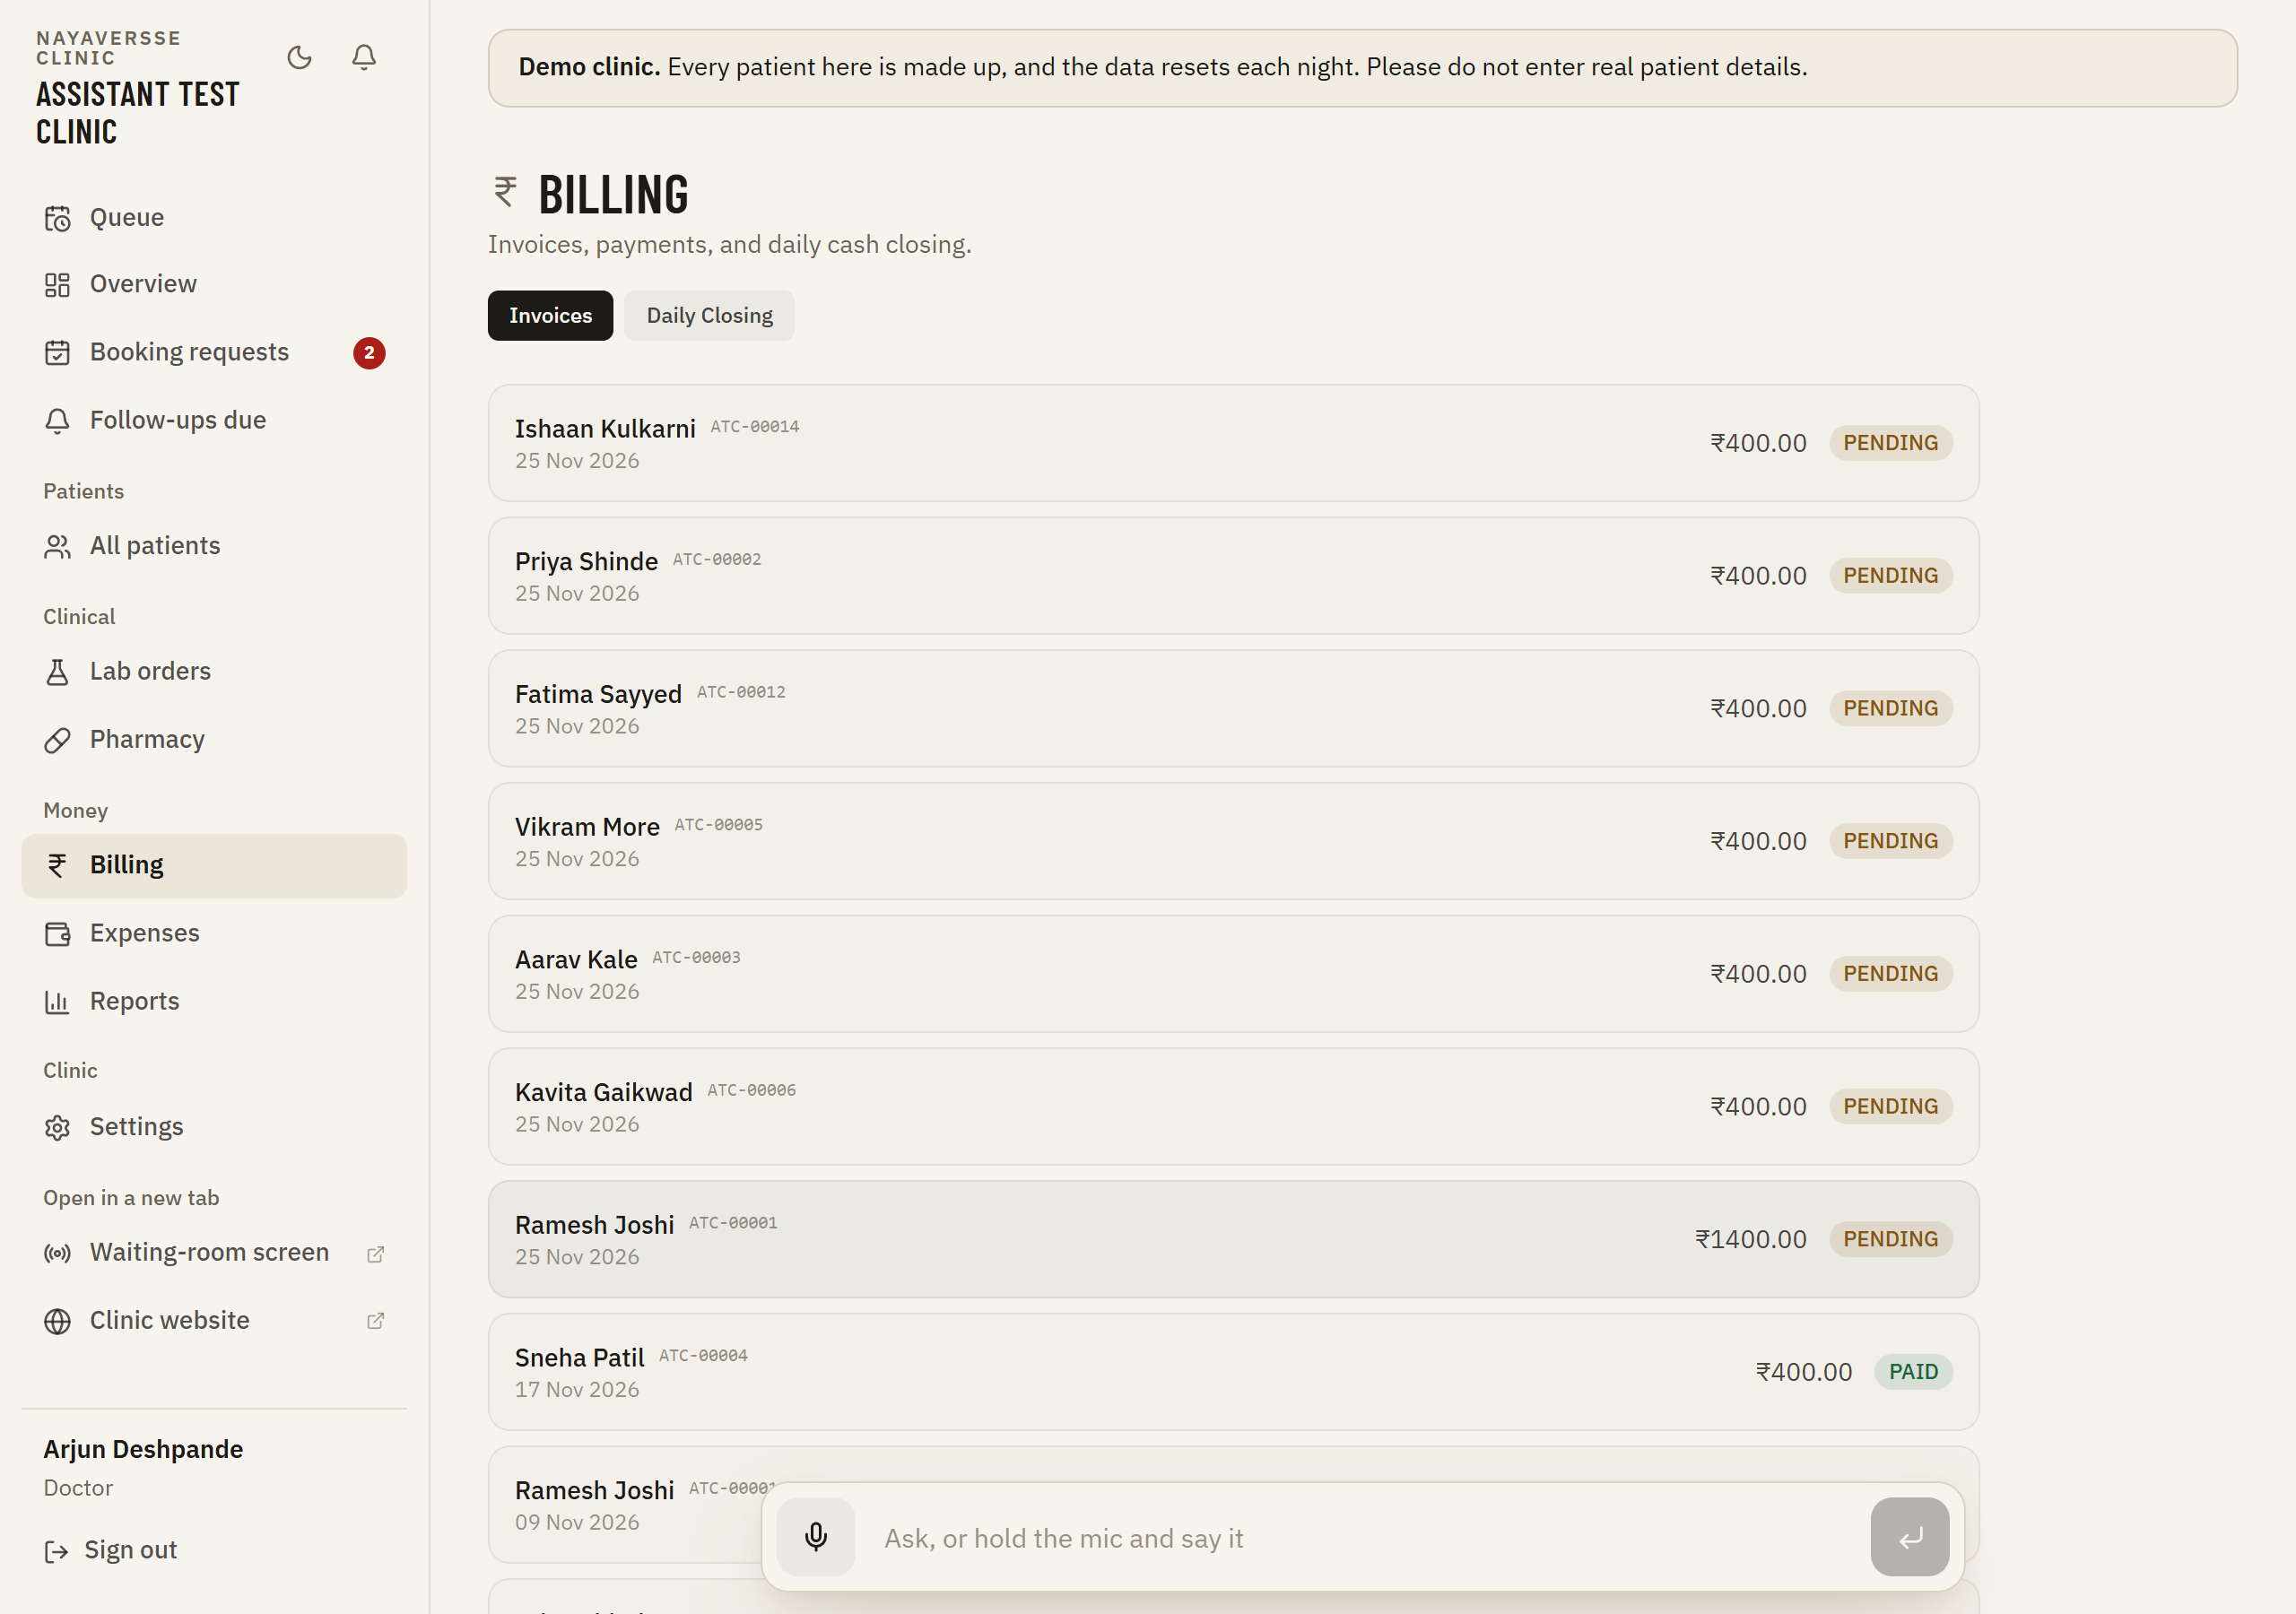 NAYAVERSSE
CLINIC
ASSISTANT TEST
CLINIC
Queue
Overview
Booking requests 2
Follow-ups due
Patients
All patients
Clinical
Lab orders
Pharmacy
Money
₹ Billing
Expenses
Reports
Clinic
Settings
Open in a new tab
Waiting-room screen
Clinic website
Arjun Deshpande
Doctor
Sign out
Demo clinic. Every patient here is made up, and the data resets each night. Please do not enter real patient details.
₹ BILLING
Invoices, payments, and daily cash closing.
Invoices Daily Closing
Ishaan Kulkarni ATC-00014
25 Nov 2026
₹400.00 PENDING
Priya Shinde ATC-00002
25 Nov 2026
₹400.00 PENDING
Fatima Sayyed ATC-00012
25 Nov 2026
₹400.00 PENDING
Vikram More ATC-00005
25 Nov 2026
₹400.00 PENDING
Aarav Kale ATC-00003
25 Nov 2026
₹400.00 PENDING
Kavita Gaikwad ATC-00006
25 Nov 2026
₹400.00 PENDING
Ramesh Joshi ATC-00001
25 Nov 2026
₹1400.00 PENDING
Sneha Patil ATC-00004
17 Nov 2026
₹400.00 PAID
Ramesh Joshi ATC-00001
09 Nov 2026
Ask, or hold the mic and say it